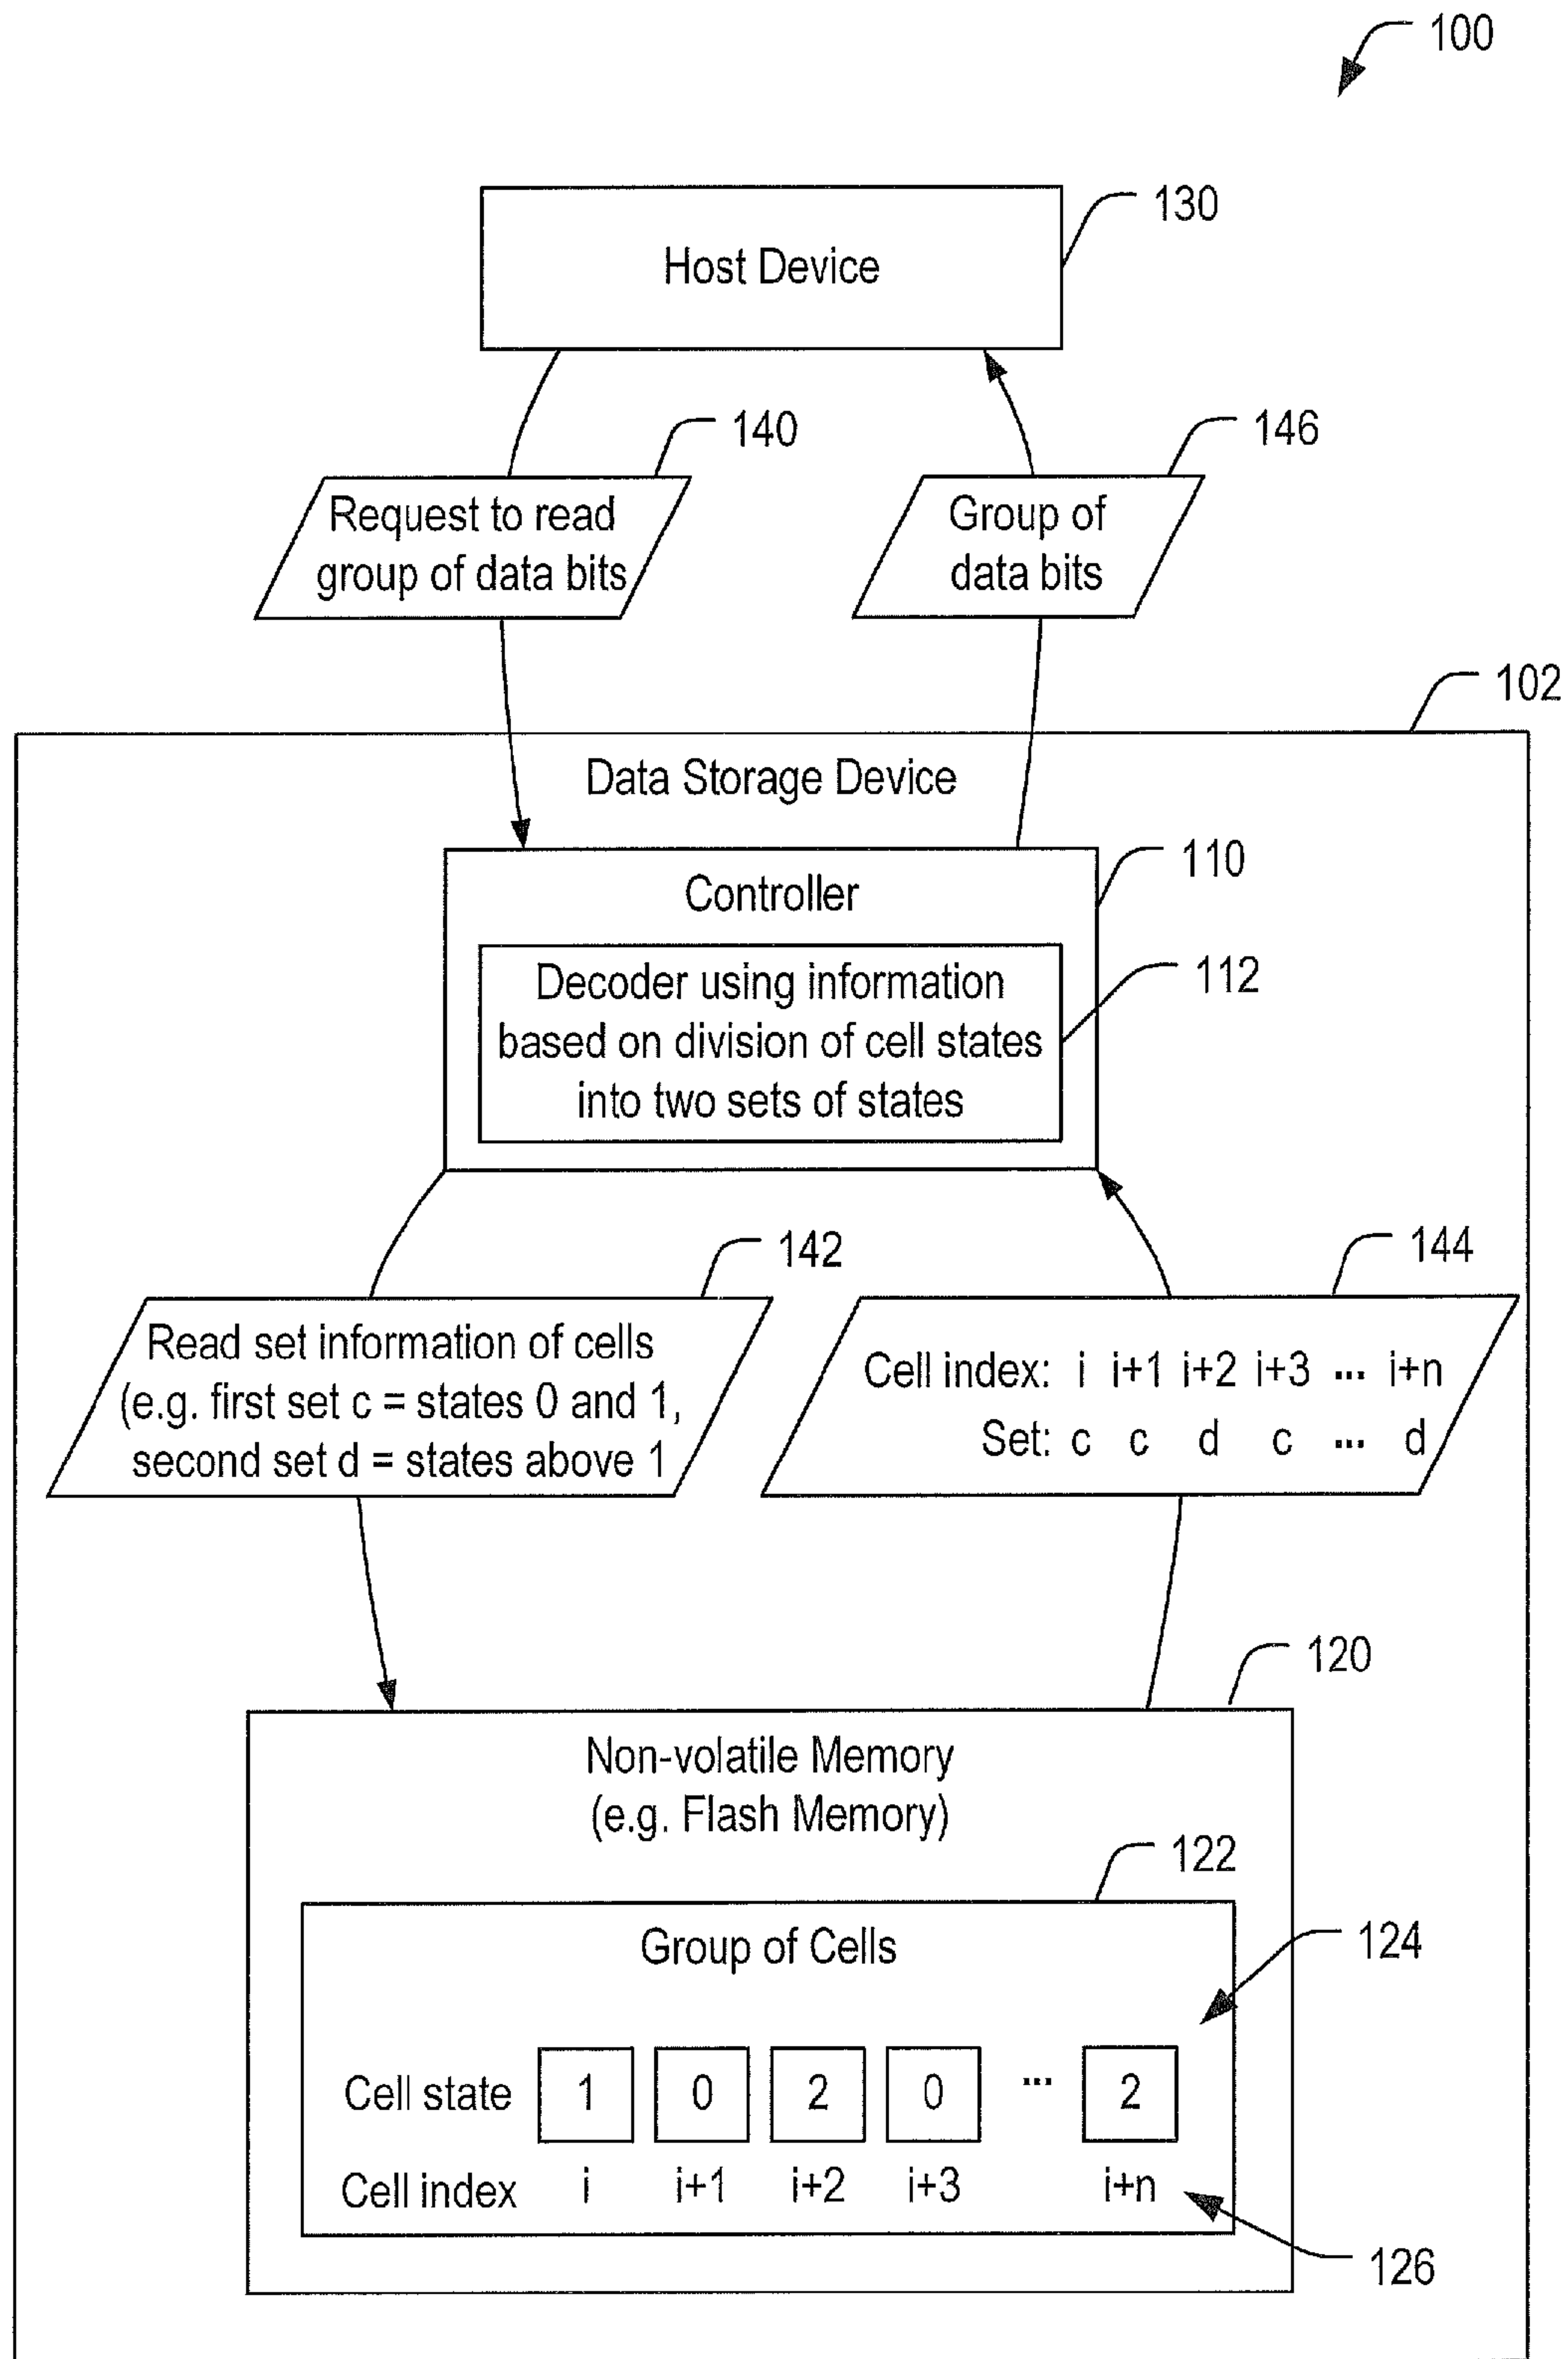 100
130
Host Device
140
146
Request to read
group of data bits
Group of
data bits
102
Data Storage Device
110
Controller
112
Decoder using information
based on division of cell states
into two sets of states
142
144
Read set information of cells
(e.g. first set c = states 0 and 1,
second set d = states above 1
Cell index: i i+1 i+2 i+3 ... i+n
Set: c c d c ... d
120
Non-volatile Memory
(e.g. Flash Memory)
122
Group of Cells
124
Cell state 1 0 2 0 ... 2
Cell index i i+1 i+2 i+3 i+n
126